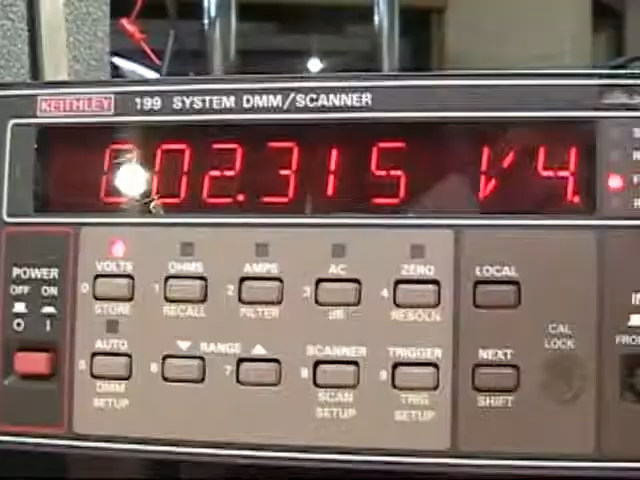 KEITHLEY 199 SYSTEM DMM/SCANNER
002.315 V4.
POWER
OFF ON
O I
VOLTS OHMS AMPS AC ZERO LOCAL
0 1 2 3 4
STORE RECALL FILTER dB RESOLN
AUTO RANGE SCANNER TRIGGER NEXT
5 6 7 8 9
DMM SETUP SCAN SETUP TRIG SETUP SHIFT
CAL LOCK